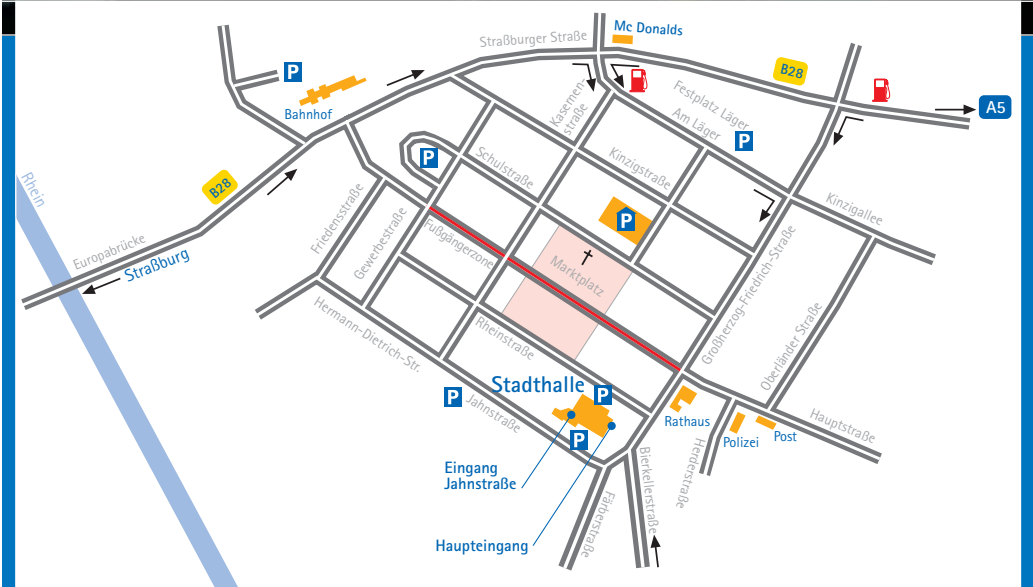 Straßburger Straße
Mc Donalds
P
Bahnhof
B28
Kasernen-
straße
Festplatz Läger
Am Läger
P
A5
B28
P
Schulstraße
Kinzigstraße
P
Rhein
Friedensstraße
Gewerbestraße
Fußgängerzone
Marktplatz
Kinzigallee
Europabrücke
Straßburg
Großherzog-Friedrich-Straße
Oberländer Straße
Hermann-Dietrich-Str.
Rheinstraße
Stadthalle
P
P
Jahnstraße
P
Rathaus
Polizei
Post
Hauptstraße
Herderstraße
Bierkellerstraße
Färberstraße
Eingang
Jahnstraße
Haupteingang